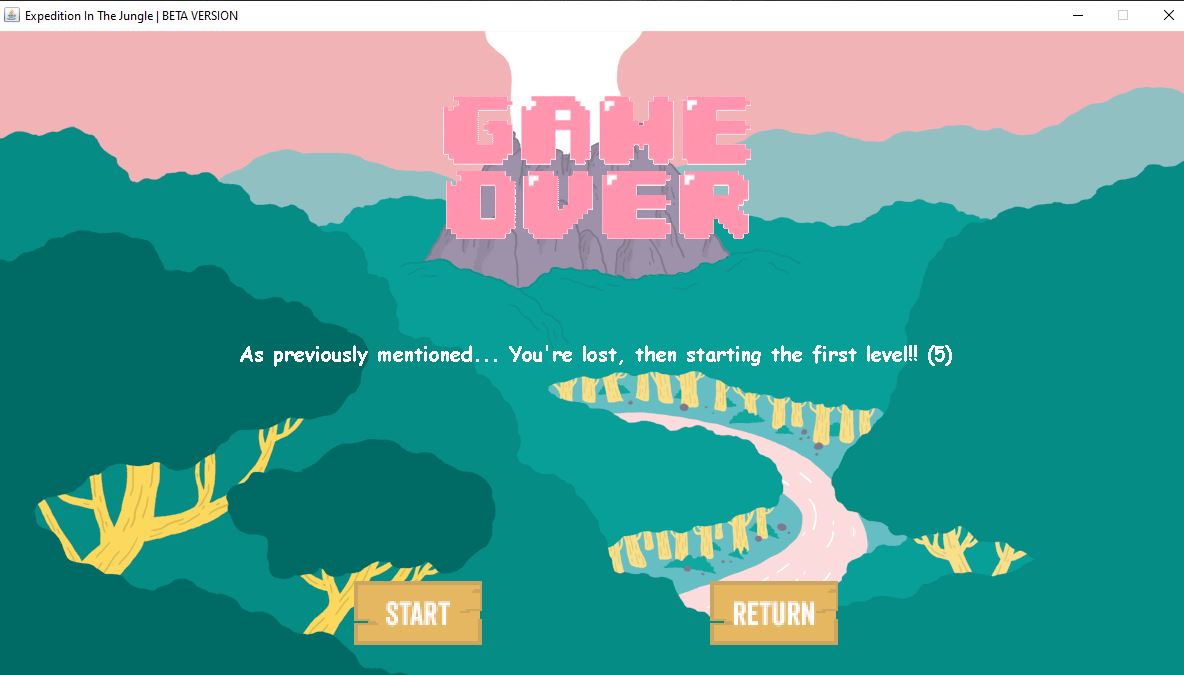 Expedition In The Jungle | BETA VERSION
GAME
OVER
As previously mentioned... You're lost, then starting the first level!! (5)
START
RETURN